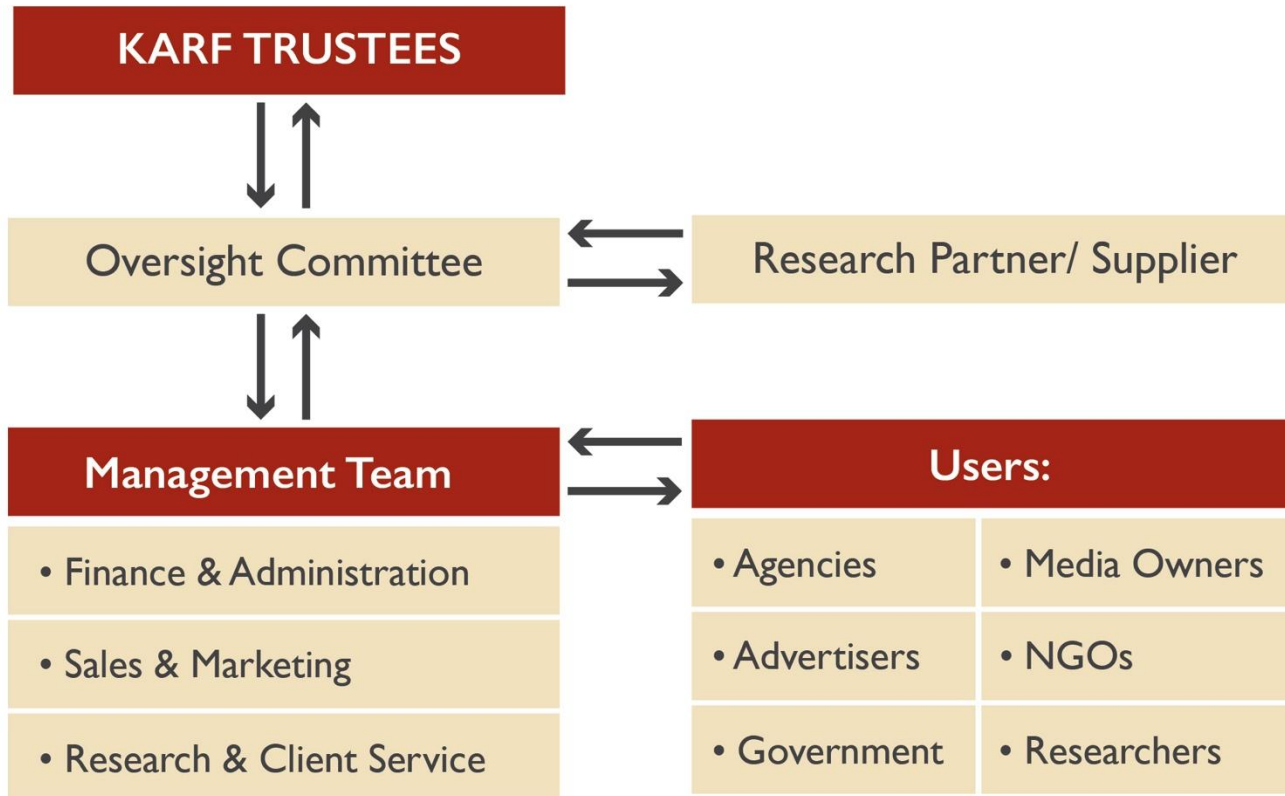 KARF TRUSTEES
Oversight Committee
Research Partner/ Supplier
Management Team
• Finance & Administration
• Sales & Marketing
• Research & Client Service
Users:
• Agencies
• Media Owners
• Advertisers
• NGOs
• Government
• Researchers